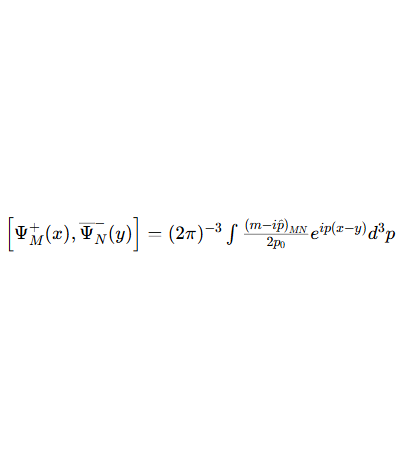 [Ψ_M^+(x), \overline{Ψ}_N^-(y)] = (2π)^{-3} ∫ \frac{(m-i\hat{p})_{MN}}{2p_0} e^{ip(x-y)} d^3p